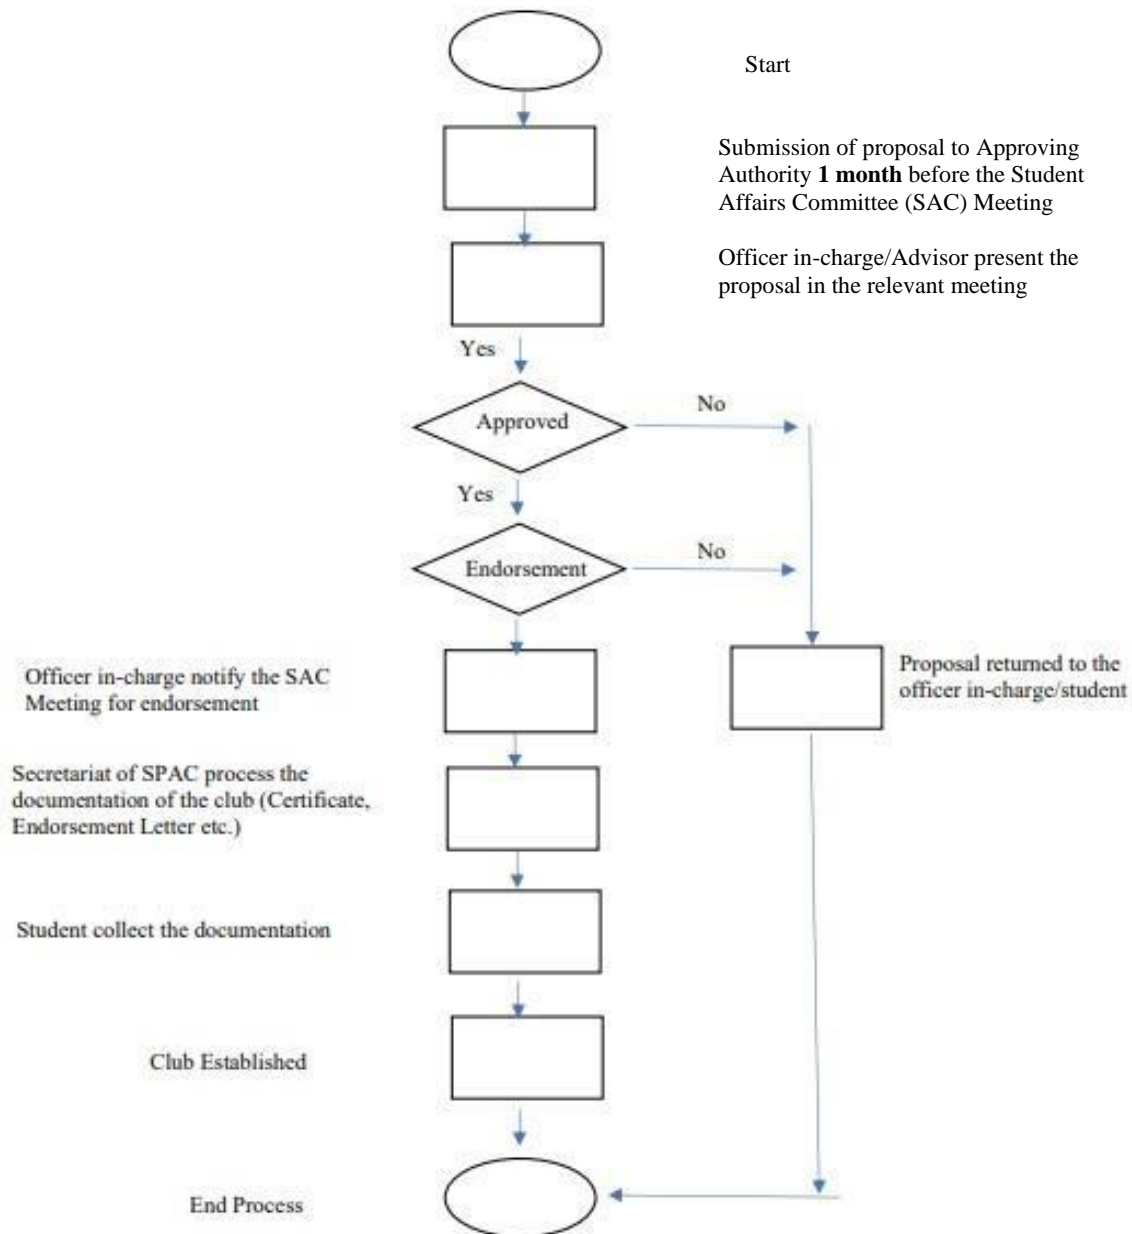 Start
Submission of proposal to Approving
Authority 1 month before the Student
Affairs Committee (SAC) Meeting
Officer in-charge/Advisor present the
proposal in the relevant meeting
Yes
Approved
No
Yes
Endorsement
No
Officer in-charge notify the SAC
Meeting for endorsement
Proposal returned to the
officer in-charge/student
Secretariat of SPAC process the
documentation of the club (Certificate,
Endorsement Letter etc.)
Student collect the documentation
Club Established
End Process